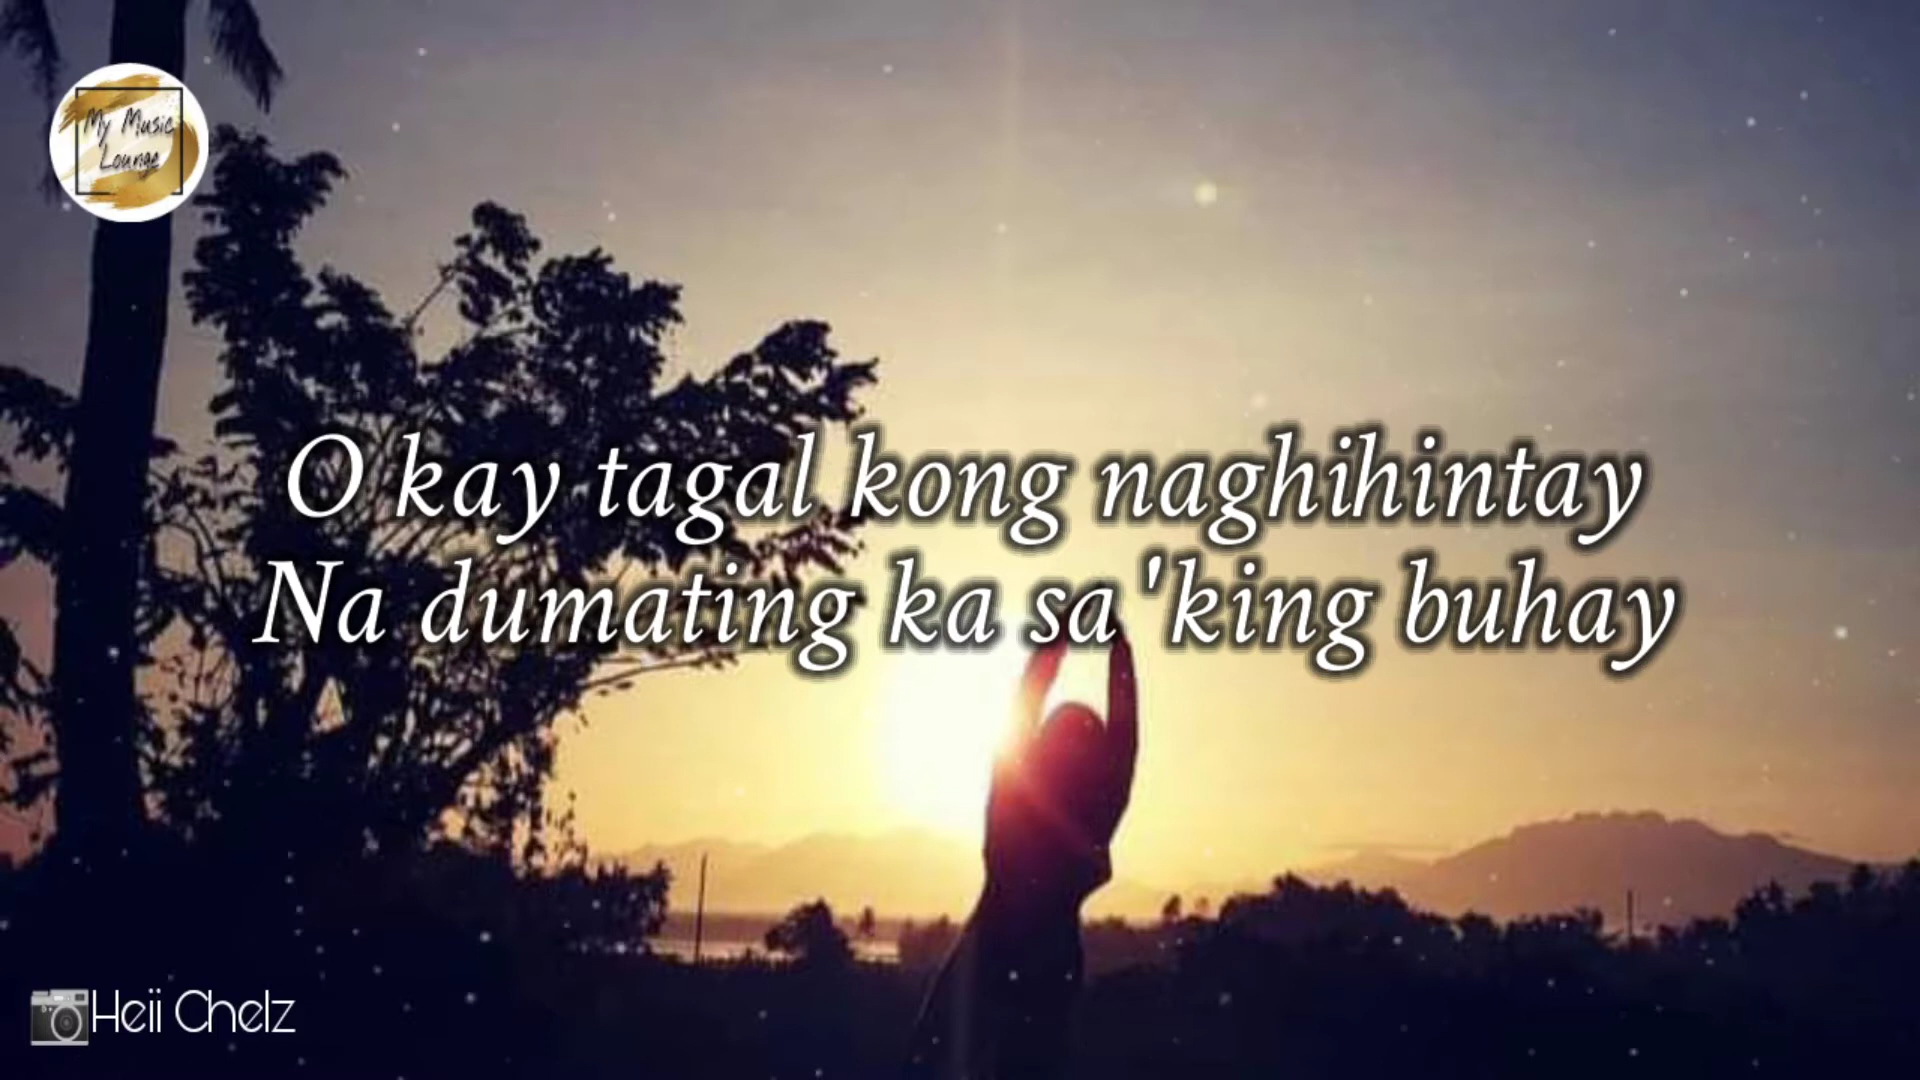 My Music
Lounge
O kay tagal kong naghihintay
Na dumating ka sa 'king buhay
Heii Chelz